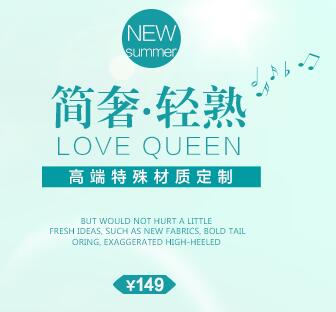 NEW
summer
简奢·轻熟
LOVE QUEEN
高端特殊材质定制
BUT WOULD NOT HURT A LITTLE
FRESH IDEAS, SUCH AS NEW FABRICS, BOLD TAIL
ORING, EXAGGERATED HIGH-HEELED
¥149